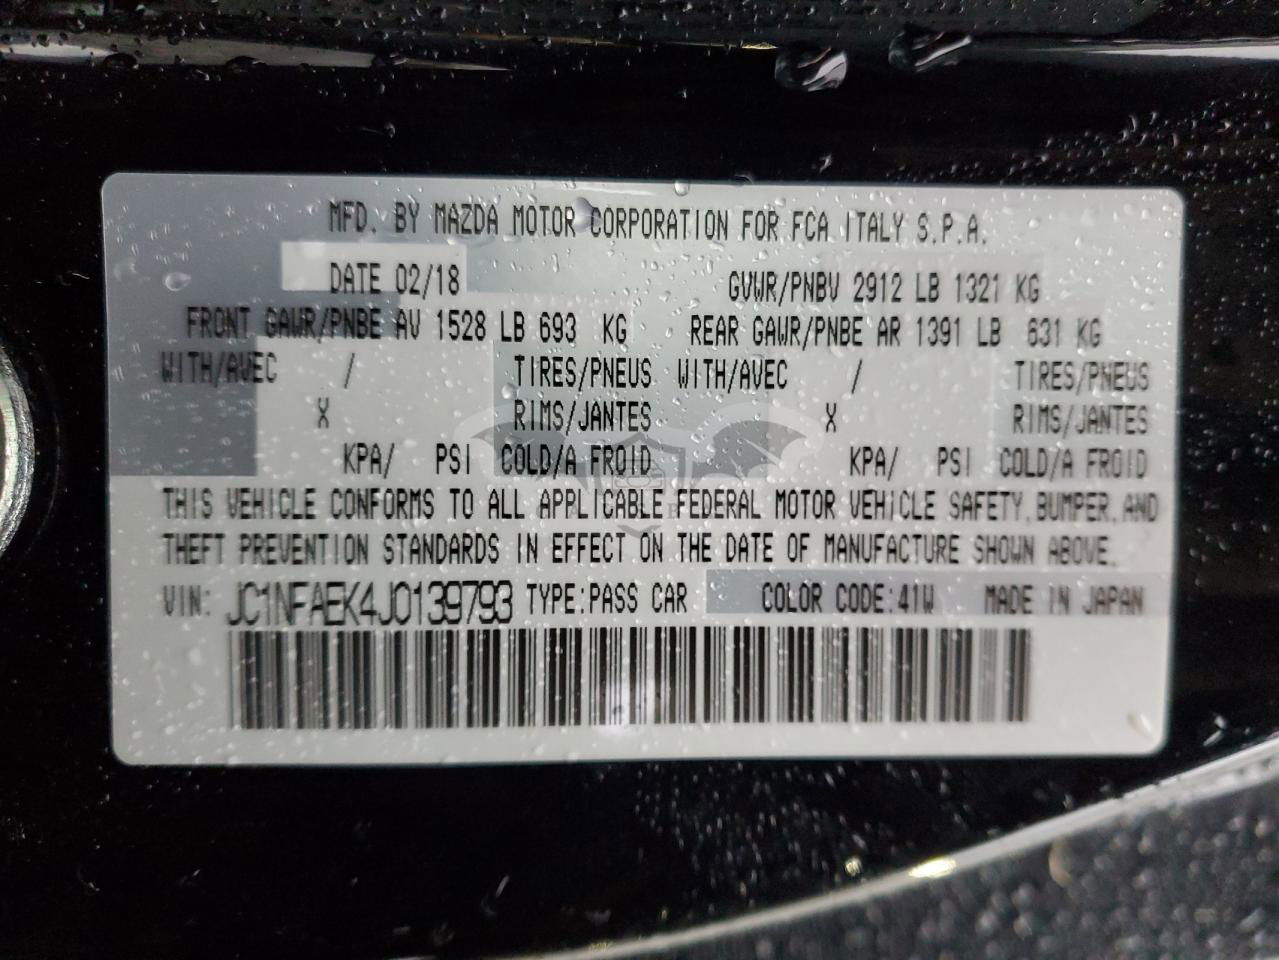 MFD. BY MAZDA MOTOR CORPORATION FOR FCA ITALY S.P.A.
DATE 02/18 GVWR/PNBV 2912 LB 1321 KG
FRONT GAWR/PNBE AV 1528 LB 693 KG REAR GAWR/PNBE AR 1391 LB 631 KG
WITH/AVEC / TIRES/PNEUS WITH/AVEC / TIRES/PNEUS
X RIMS/JANTES X RIMS/JANTES
KPA/ PSI COLD/A FROID KPA/ PSI COLD/A FROID
THIS VEHICLE CONFORMS TO ALL APPLICABLE FEDERAL MOTOR VEHICLE SAFETY, BUMPER, AND
THEFT PREVENTION STANDARDS IN EFFECT ON THE DATE OF MANUFACTURE SHOWN ABOVE.
VIN: JC1NFAEK4J0139793 TYPE:PASS CAR COLOR CODE:41W MADE IN JAPAN